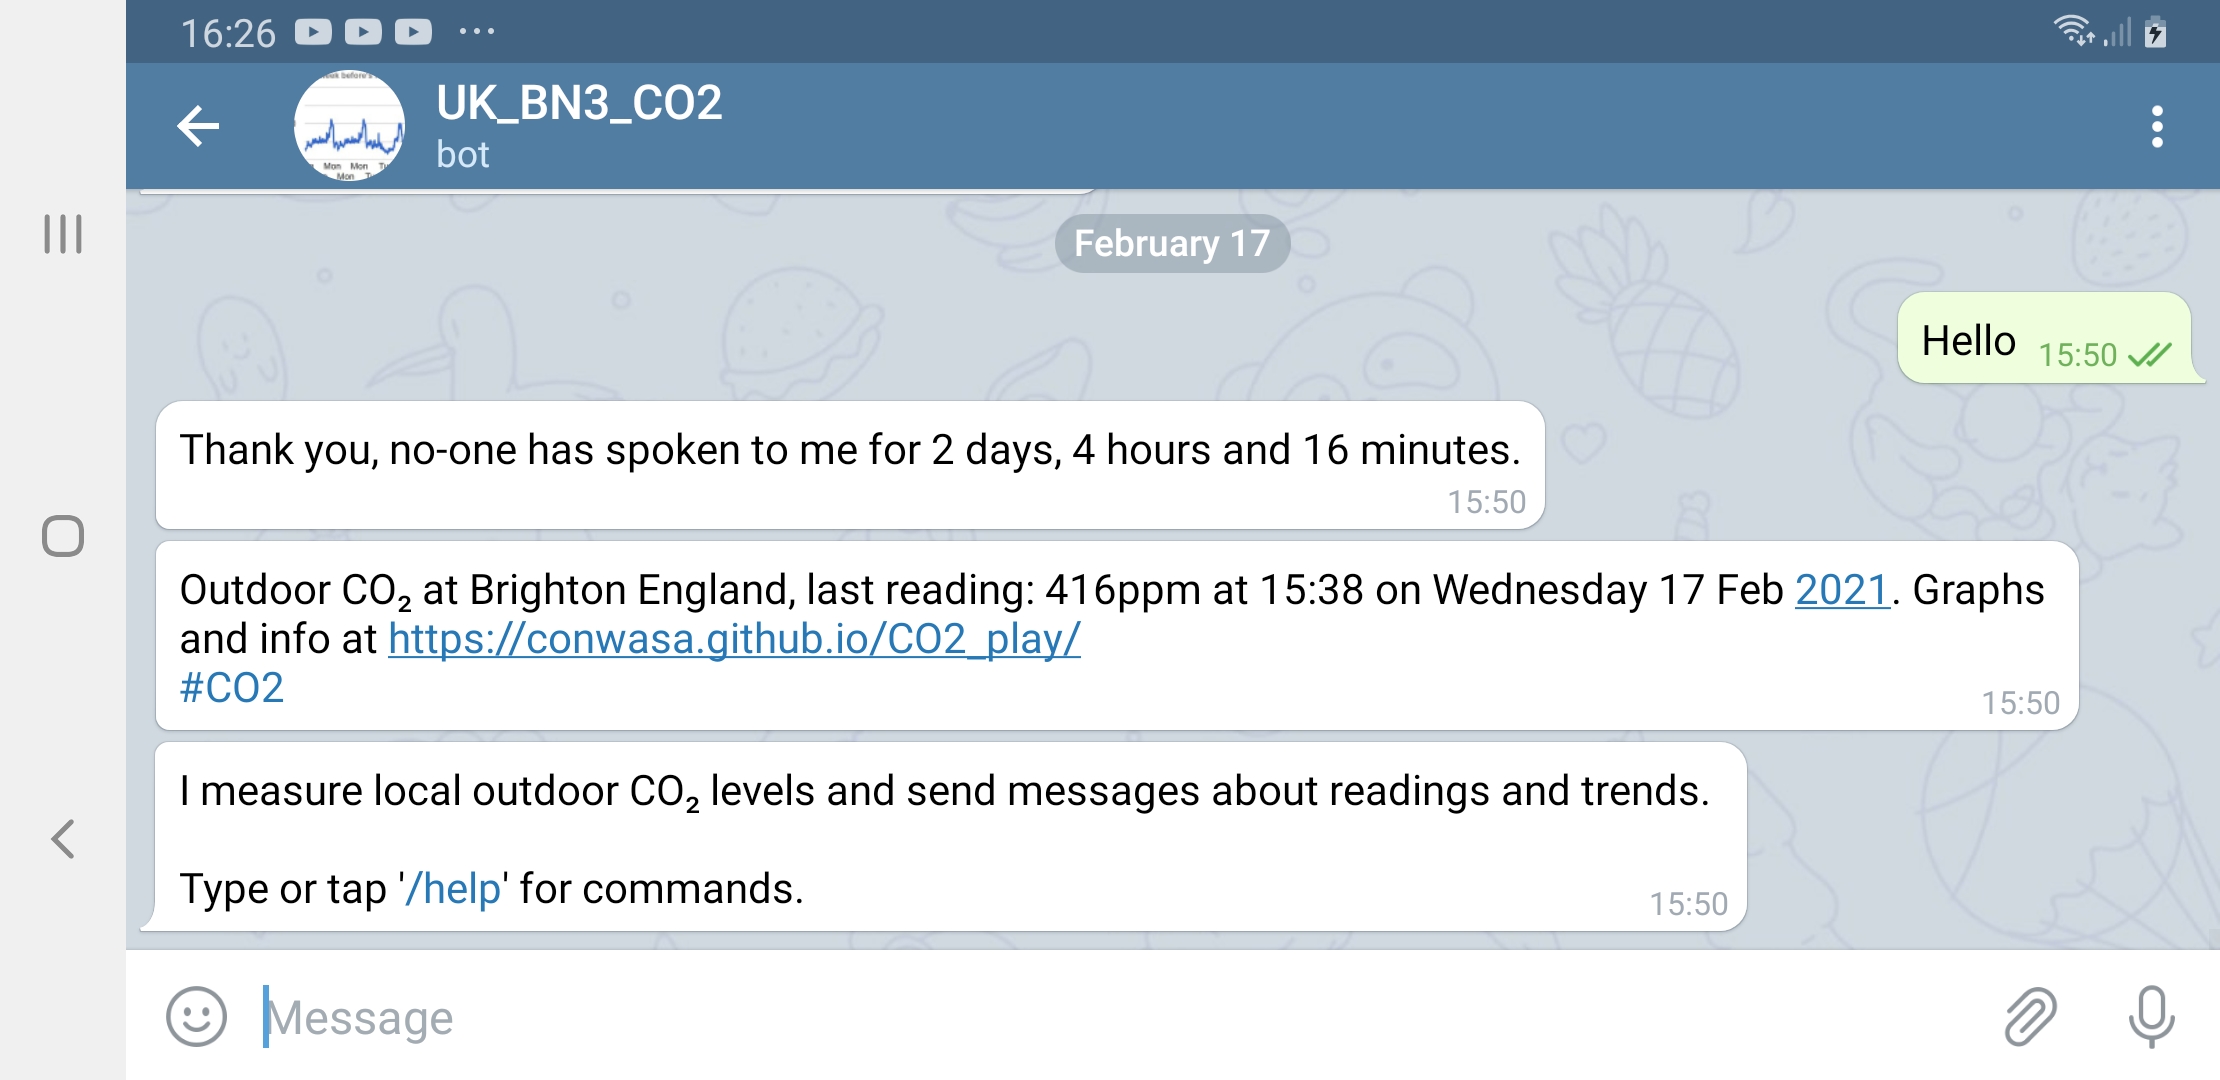 16:26
UK_BN3_CO2
bot
February 17
Hello 15:50
Thank you, no-one has spoken to me for 2 days, 4 hours and 16 minutes.
15:50
Outdoor CO₂ at Brighton England, last reading: 416ppm at 15:38 on Wednesday 17 Feb 2021. Graphs
and info at https://conwasa.github.io/CO2_play/
#CO2
15:50
I measure local outdoor CO₂ levels and send messages about readings and trends.
Type or tap '/help' for commands.
15:50
Message